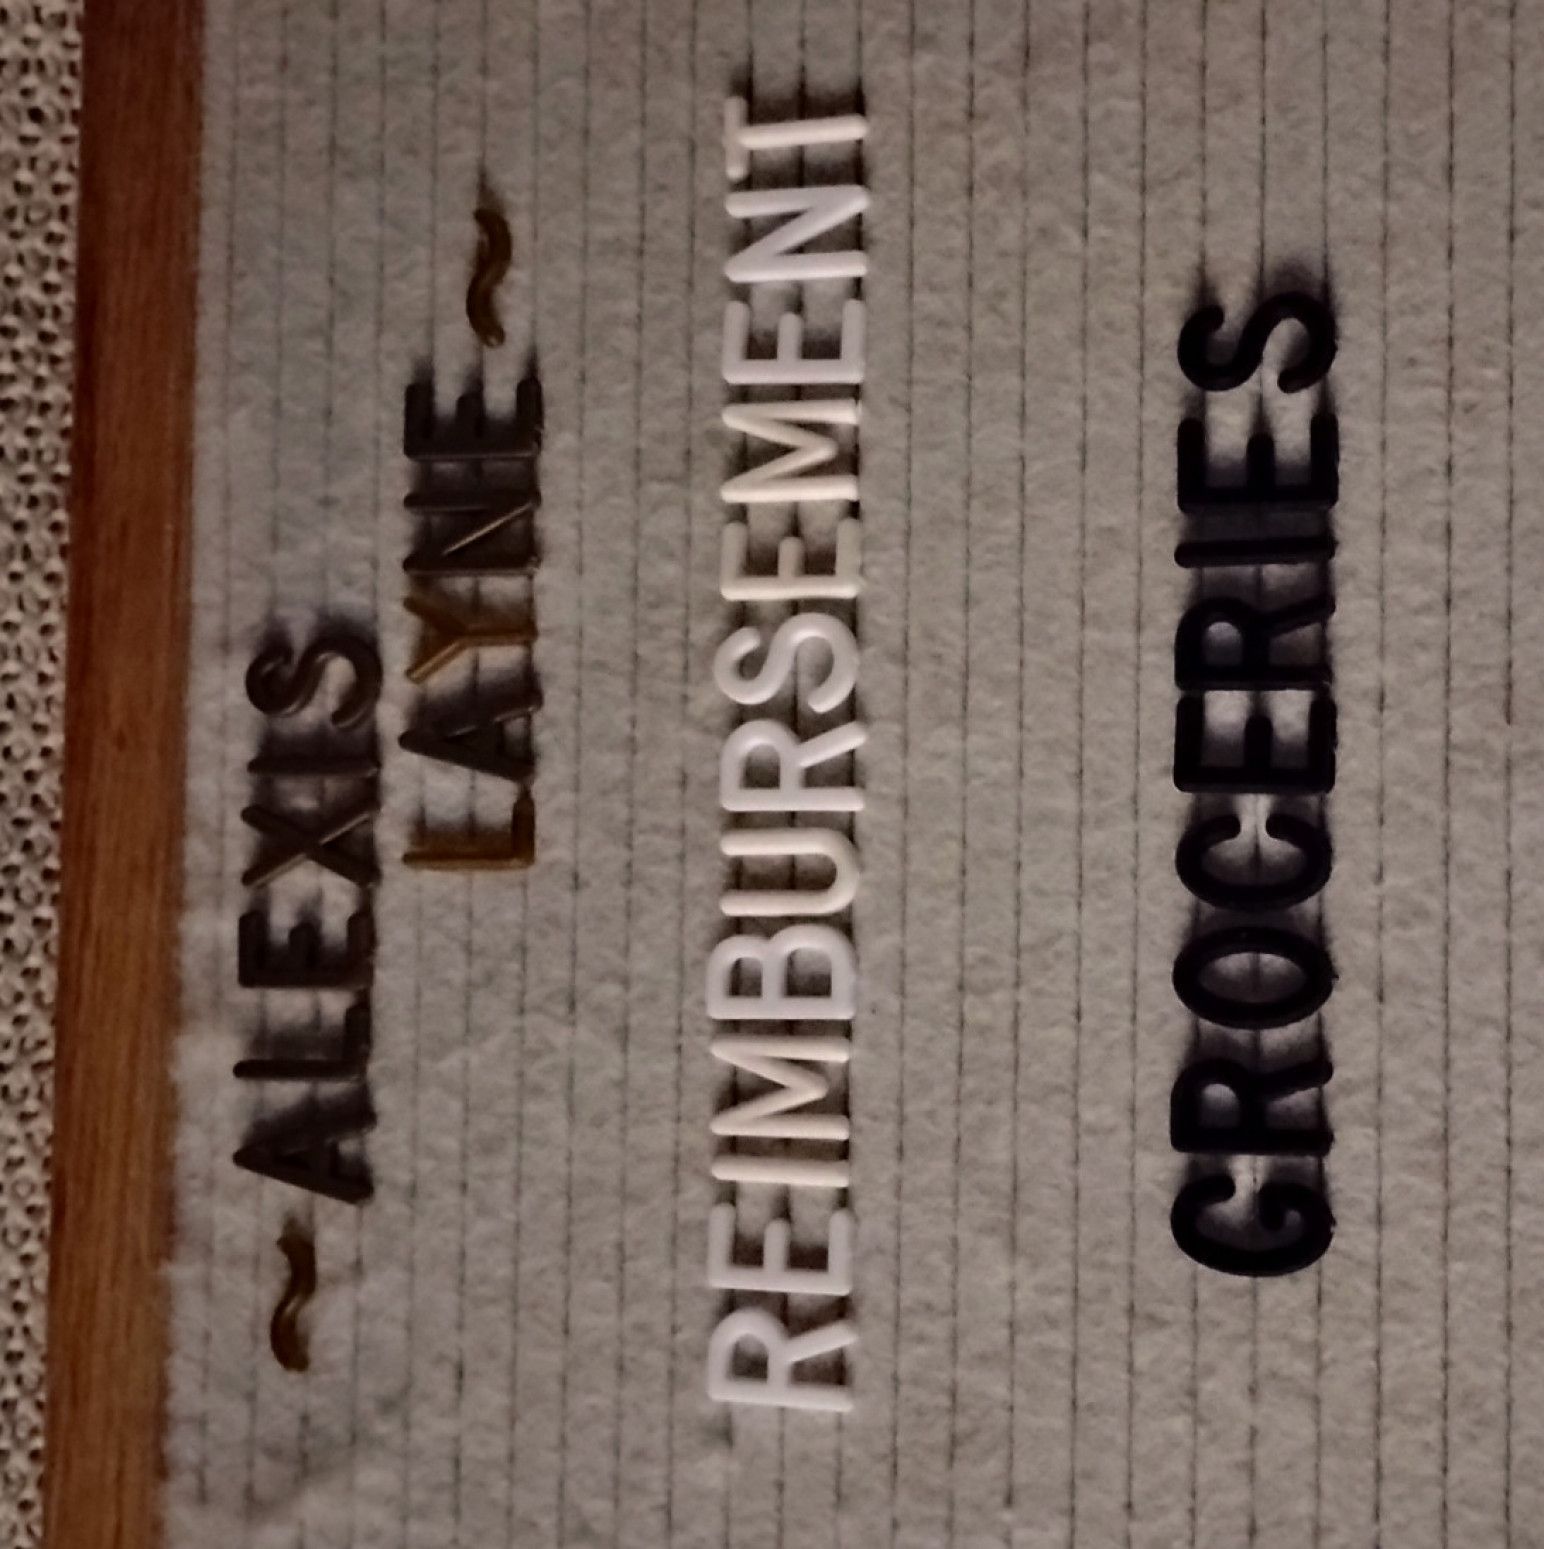 ~ ALEXIS
LAYNE ~
REIMBURSEMENT
GROCERIES